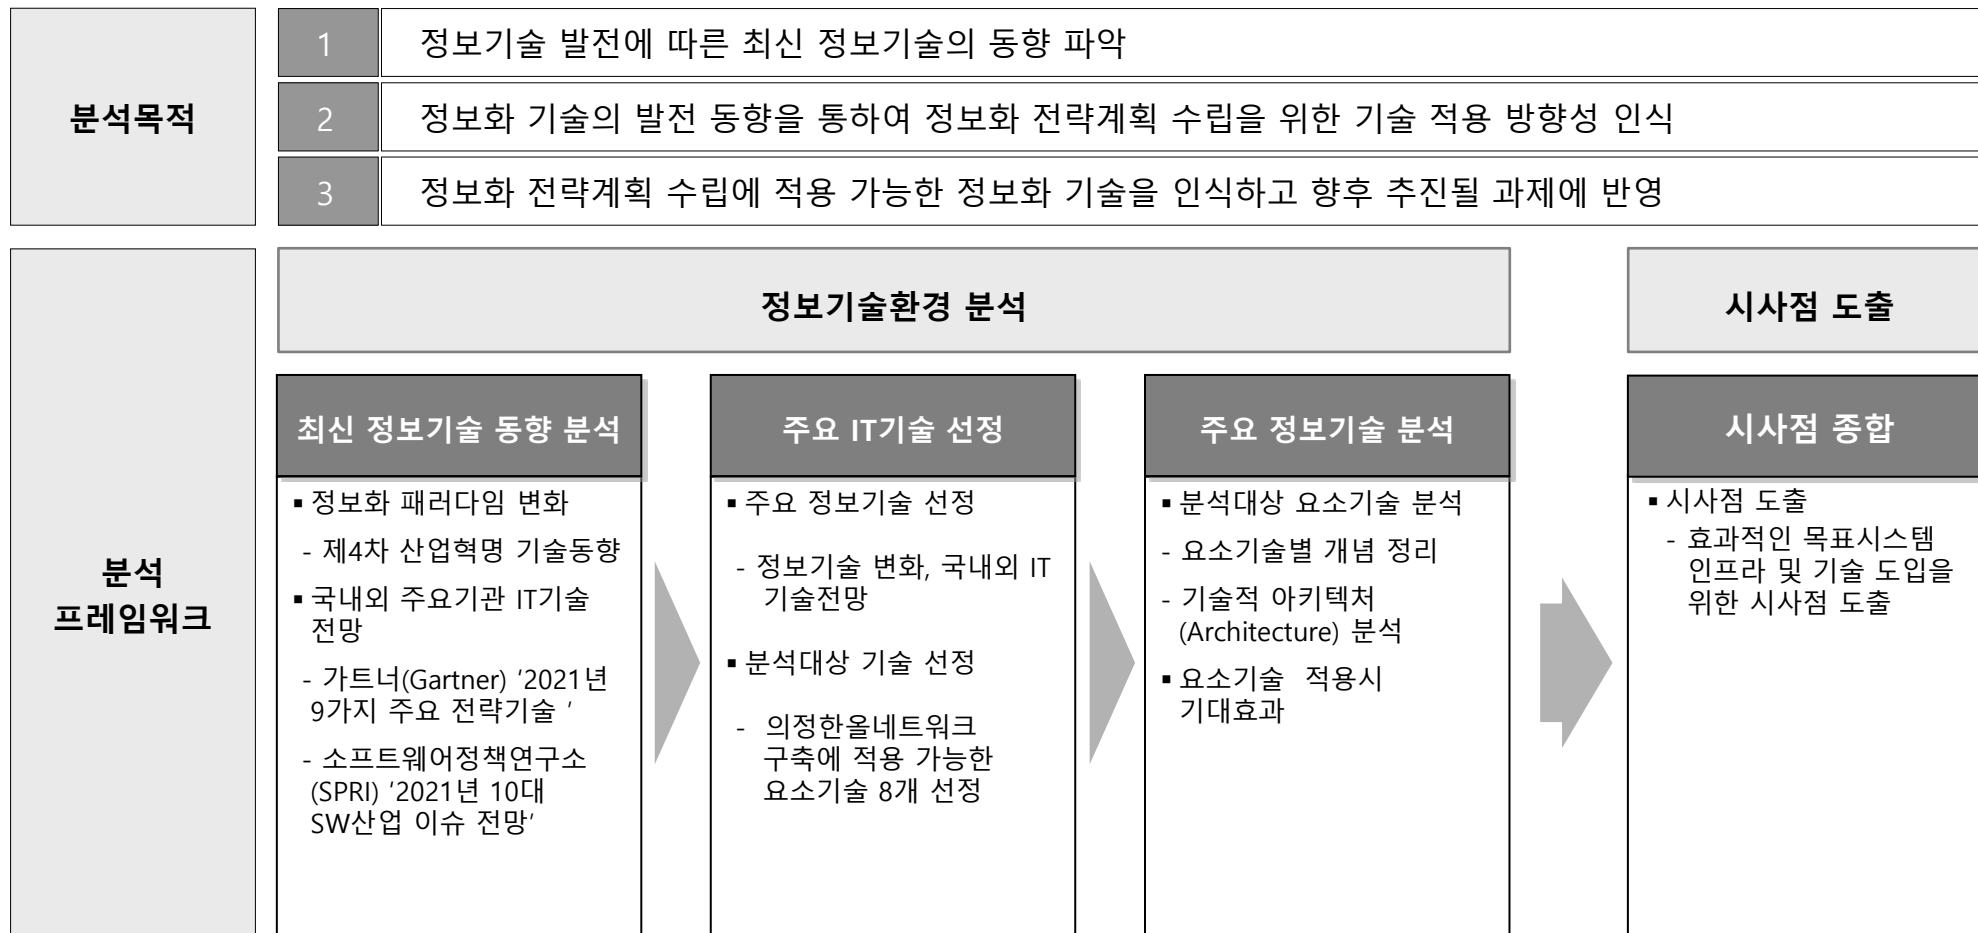 분석목적
1
정보기술 발전에 따른 최신 정보기술의 동향 파악
2
정보화 기술의 발전 동향을 통하여 정보화 전략계획 수립을 위한 기술 적용 방향성 인식
3
정보화 전략계획 수립에 적용 가능한 정보화 기술을 인식하고 향후 추진될 과제에 반영
분석
프레임워크
정보기술환경 분석
시사점 도출
최신 정보기술 동향 분석
▪ 정보화 패러다임 변화
- 제4차 산업혁명 기술동향
▪ 국내외 주요기관 IT기술
전망
- 가트너(Gartner) ‘2021년
9가지 주요 전략기술 ’
- 소프트웨어정책연구소
(SPRI) ‘2021년 10대
SW산업 이슈 전망’
주요 IT기술 선정
▪ 주요 정보기술 선정
- 정보기술 변화, 국내외 IT
기술전망
▪ 분석대상 기술 선정
- 의정한올네트워크
구축에 적용 가능한
요소기술 8개 선정
주요 정보기술 분석
▪ 분석대상 요소기술 분석
- 요소기술별 개념 정리
- 기술적 아키텍처
(Architecture) 분석
▪ 요소기술 적용시
기대효과
시사점 종합
▪ 시사점 도출
- 효과적인 목표시스템
인프라 및 기술 도입을
위한 시사점 도출